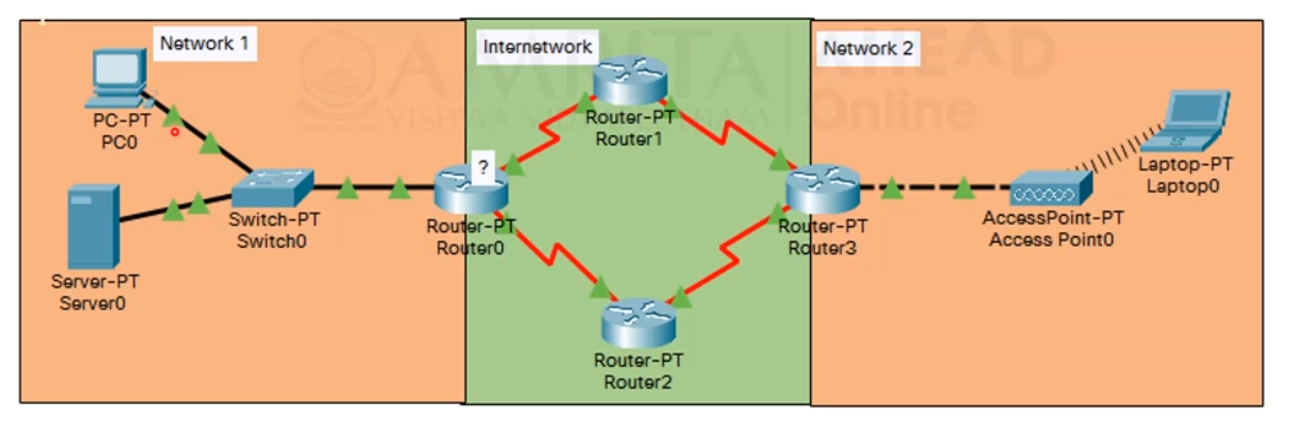 Network 1
Internetwork
Network 2
PC-PT
PC0
Server-PT
Server0
Switch-PT
Switch0
?
Router-PT
Router0
Router-PT
Router1
Router-PT
Router2
Router-PT
Router3
AccessPoint-PT
Access Point0
Laptop-PT
Laptop0
AMRITA
VISHWA VIDYAPEETHAM
AHEAD
Online